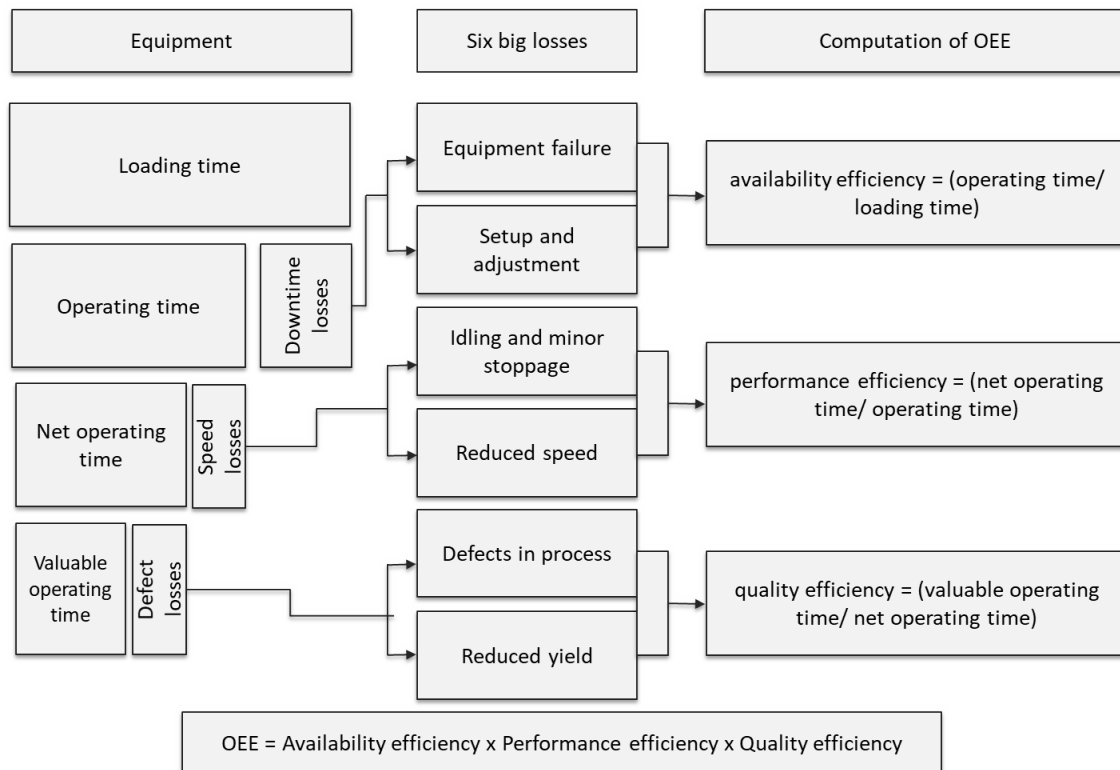 Equipment
Six big losses
Computation of OEE
Loading time
Equipment failure
availability efficiency = (operating time/
loading time)
Setup and
adjustment
Operating time
Downtime
losses
Idling and minor
stoppage
performance efficiency = (net operating
time/ operating time)
Net operating
time
Speed
losses
Reduced speed
Valuable
operating
time
Defect
losses
Defects in process
quality efficiency = (valuable operating
time/ net operating time)
Reduced yield
OEE = Availability efficiency x Performance efficiency x Quality efficiency